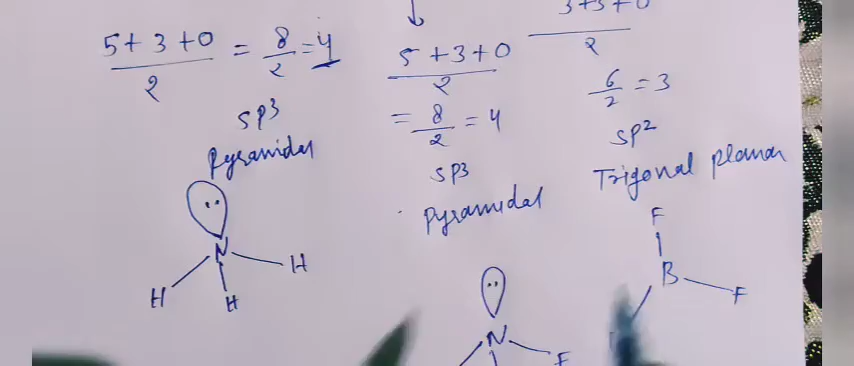 5 + 3 + 0 / 2 = 8/2 = 4
sp3
Pyramidal
N
H H H
5 + 3 + 0 / 2
= 8/2 = 4
sp3
Pyramidal
N
F
3+3+0 / 2
6/2 = 3
sp2
Trigonal planar
F
B
F